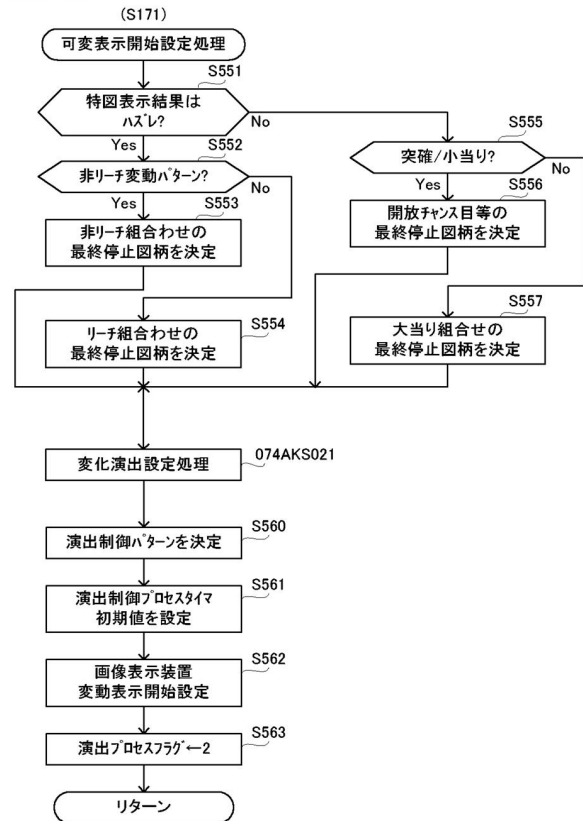 (S171)
可変表示開始設定処理
S551
特図表示結果は
ハズレ?
Yes
No
S552
非リーチ変動パターン?
Yes
No
S553
非リーチ組合わせの
最終停止図柄を決定
S554
リーチ組合わせの
最終停止図柄を決定
S555
突確/小当り?
Yes
No
S556
開放チャンス目等の
最終停止図柄を決定
S557
大当り組合せの
最終停止図柄を決定
074AKS021
変化演出設定処理
S560
演出制御パターンを決定
S561
演出制御プロセスタイマ
初期値を設定
S562
画像表示装置
変動表示開始設定
S563
演出プロセスフラグ←2
リターン